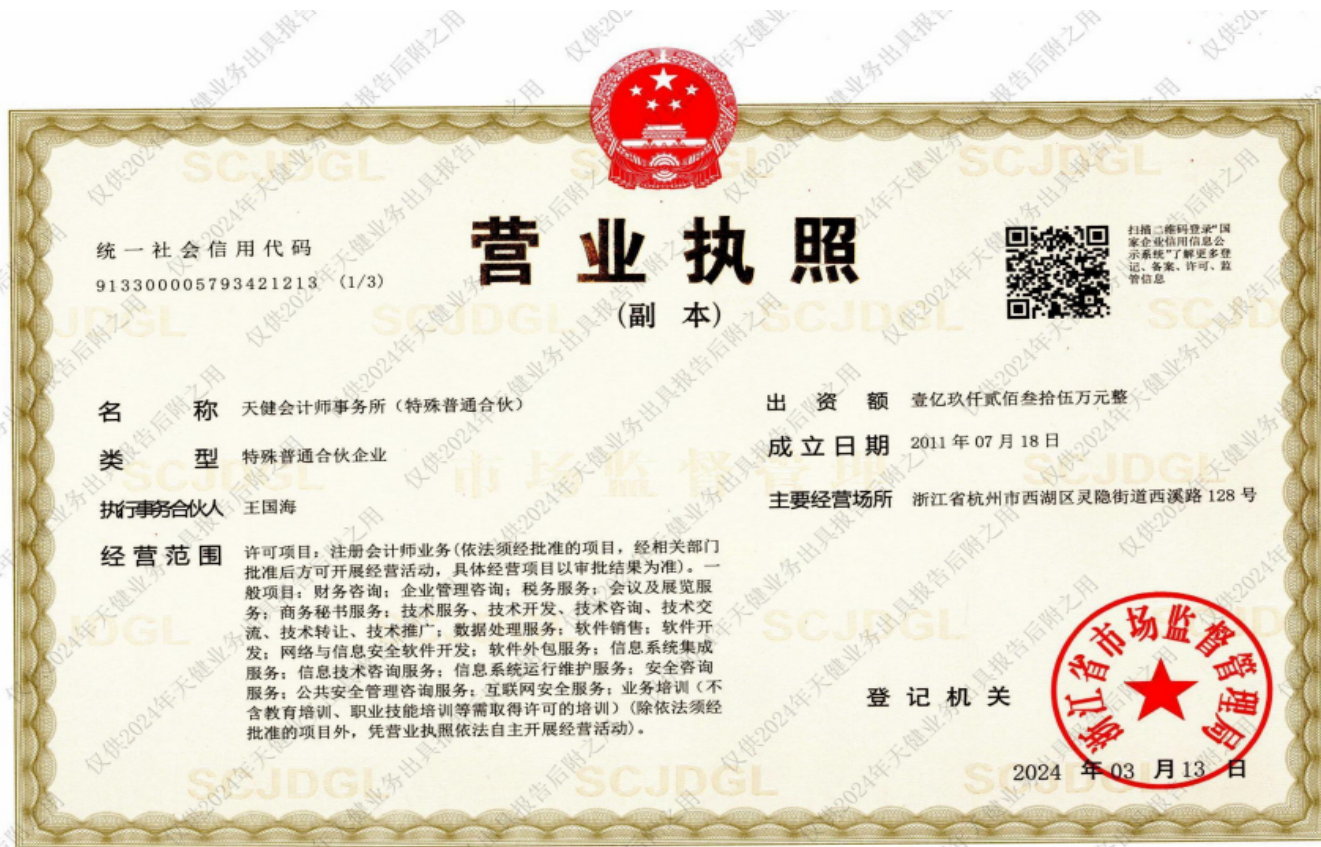 营业执照
(副 本)
统一社会信用代码
913300005793421213 (1/3)
扫描二维码登录“国
家企业信用信息公
示系统”了解更多登
记、备案、许可、监
管信息
名 称 天健会计师事务所（特殊普通合伙）
类 型 特殊普通合伙企业
执行事务合伙人 王国海
经营范围 许可项目：注册会计师业务(依法须经批准的项目，经相关部门
批准后方可开展经营活动，具体经营项目以审批结果为准)。一
般项目：财务咨询；企业管理咨询；税务服务；会议及展览服
务；商务秘书服务；技术服务、技术开发、技术咨询、技术交
流、技术转让、技术推广；数据处理服务；软件销售；软件开
发；网络与信息安全软件开发；软件外包服务；信息系统集成
服务；信息技术咨询服务；信息系统运行维护服务；安全咨询
服务；公共安全管理咨询服务；互联网安全服务；业务培训（不
含教育培训、职业技能培训等需取得许可的培训）(除依法须经
批准的项目外，凭营业执照依法自主开展经营活动)。
出 资 额 壹亿玖仟贰佰叁拾伍万元整
成立日期 2011 年 07 月 18 日
主要经营场所 浙江省杭州市西湖区灵隐街道西溪路 128 号
登记机关
浙江省市场监督管理局
2024 年 03 月 13 日
SCJDGL
市场监督管理
仅供2024年天健业务出具报告后附之用